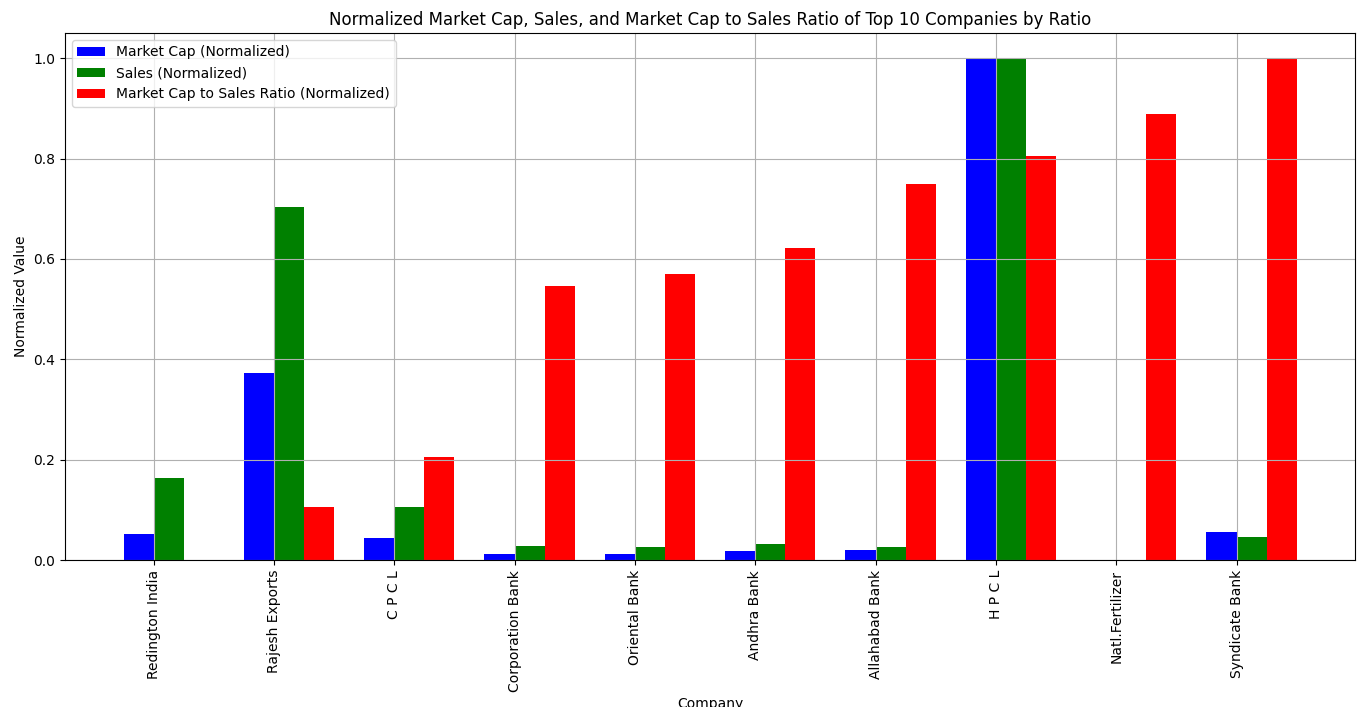 Normalized Market Cap, Sales, and Market Cap to Sales Ratio of Top 10 Companies by Ratio
Market Cap (Normalized)
Sales (Normalized)
Market Cap to Sales Ratio (Normalized)
Normalized Value
1.0
0.8
0.6
0.4
0.2
0.0
Redington India
Rajesh Exports
C P C L
Corporation Bank
Oriental Bank
Andhra Bank
Allahabad Bank
H P C L
Natl.Fertilizer
Syndicate Bank
Company